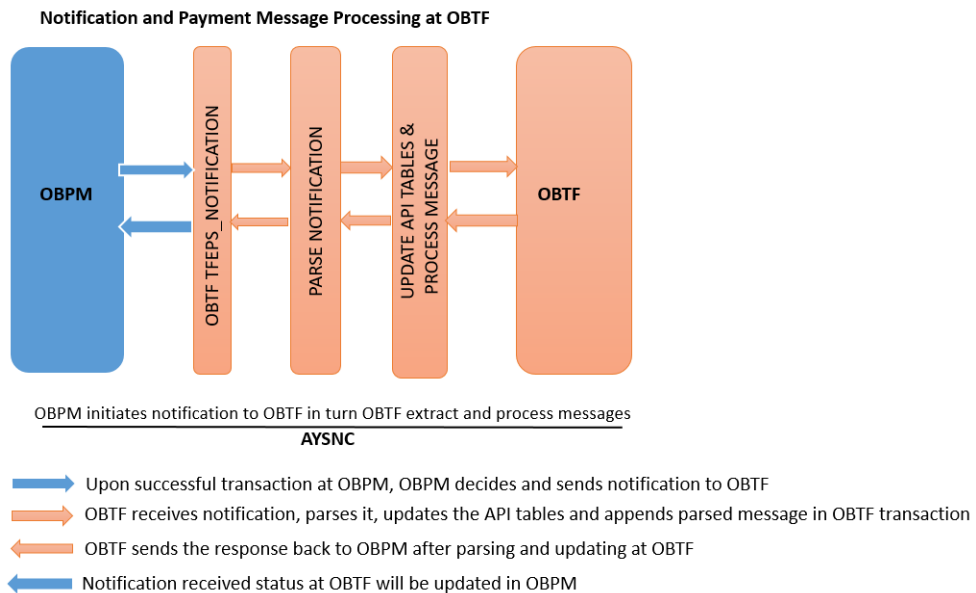 Notification and Payment Message Processing at OBTF
OBPM
OBTF TFEPS_NOTIFICATION
PARSE NOTIFICATION
UPDATE API TABLES &
PROCESS MESSAGE
OBTF
OBPM initiates notification to OBTF in turn OBTF extract and process messages
AYSNC
Upon successful transaction at OBPM, OBPM decides and sends notification to OBTF
OBTF receives notification, parses it, updates the API tables and appends parsed message in OBTF transaction
OBTF sends the response back to OBPM after parsing and updating at OBTF
Notification received status at OBTF will be updated in OBPM